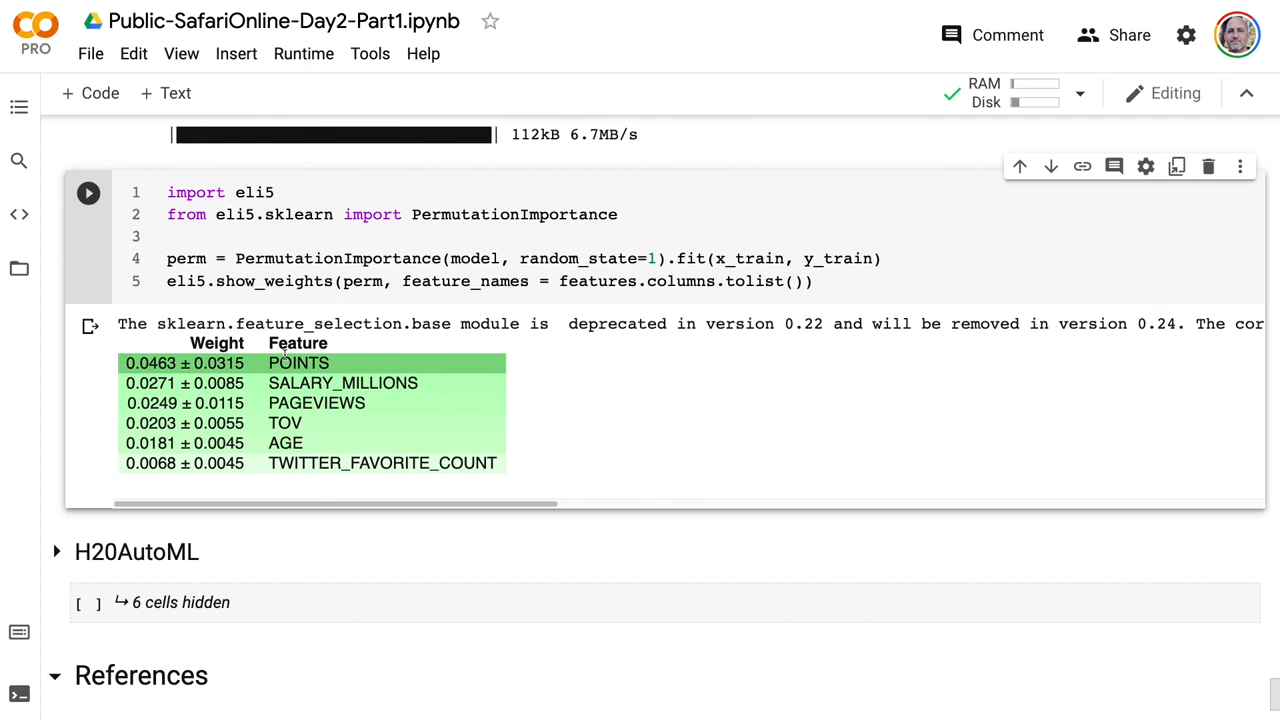 PRO
Public-SafariOnline-Day2-Part1.ipynb
File Edit View Insert Runtime Tools Help
Comment Share
+ Code + Text
RAM
Disk
Editing
112kB 6.7MB/s
1 import eli5
2 from eli5.sklearn import PermutationImportance
3
4 perm = PermutationImportance(model, random_state=1).fit(x_train, y_train)
5 eli5.show_weights(perm, feature_names = features.columns.tolist())
The sklearn.feature_selection.base module is  deprecated in version 0.22 and will be removed in version 0.24. The cor
Weight Feature
0.0463 ± 0.0315 POINTS
0.0271 ± 0.0085 SALARY_MILLIONS
0.0249 ± 0.0115 PAGEVIEWS
0.0203 ± 0.0055 TOV
0.0181 ± 0.0045 AGE
0.0068 ± 0.0045 TWITTER_FAVORITE_COUNT
H20AutoML
[ ] ↳ 6 cells hidden
References